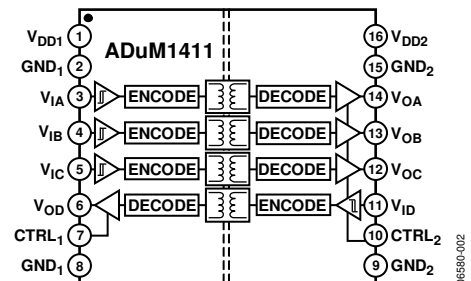 ADuM1411
VDD1 1 16 VDD2
GND1 2 15 GND2
VIA 3 ENCODE DECODE 14 VOA
VIB 4 ENCODE DECODE 13 VOB
VIC 5 ENCODE DECODE 12 VOC
VOD 6 DECODE ENCODE 11 VID
CTRL1 7 10 CTRL2
GND1 8 9 GND2
06580-002